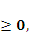 ≥ 0,